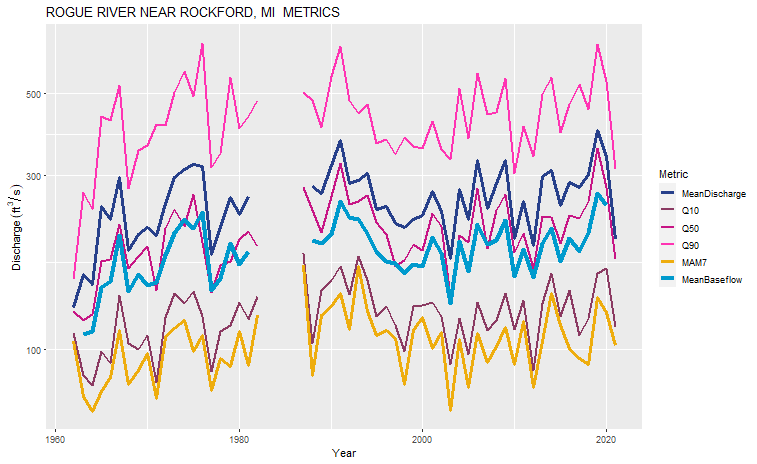 ROGUE RIVER NEAR ROCKFORD, MI METRICS
Discharge (ft³/s)
500
300
100
1960
1980
2000
2020
Year
Metric
MeanDischarge
Q10
Q50
Q90
MAM7
MeanBaseflow